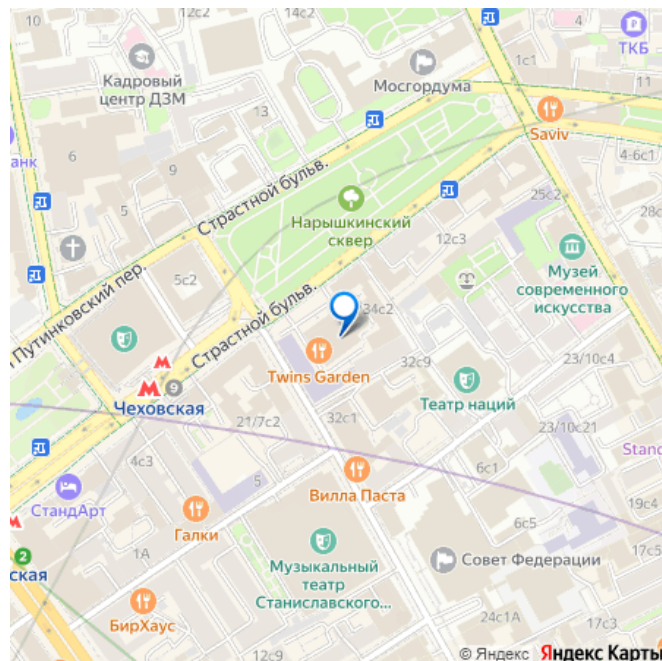 14с2
12с2
ТКБ
Мосгордума
1с1
Кадровый
центр ДЗМ
11
13
Saviv
анк
6
9
4-6с1
Страстной бульв.
25с2
5
28с
Нарышкинский
сквер
12с3
Музей
современного
искусства
Путинковский пер.
5с2
34с2
Страстной бульв.
Twins Garden
32с9
23/10с4
9
Чеховская
Театр наций
21/7с2
32с1
23/10с21
4с3
Stand
5
6с1
СтандАрт
Вилла Паста
19с4
Галки
6с5
1А
2
ская
Музыкальный
театр
Станиславского...
Совет Федерации
17с5
БирХаус
24с1А
17с3
© Яндекс Яндекс Карты